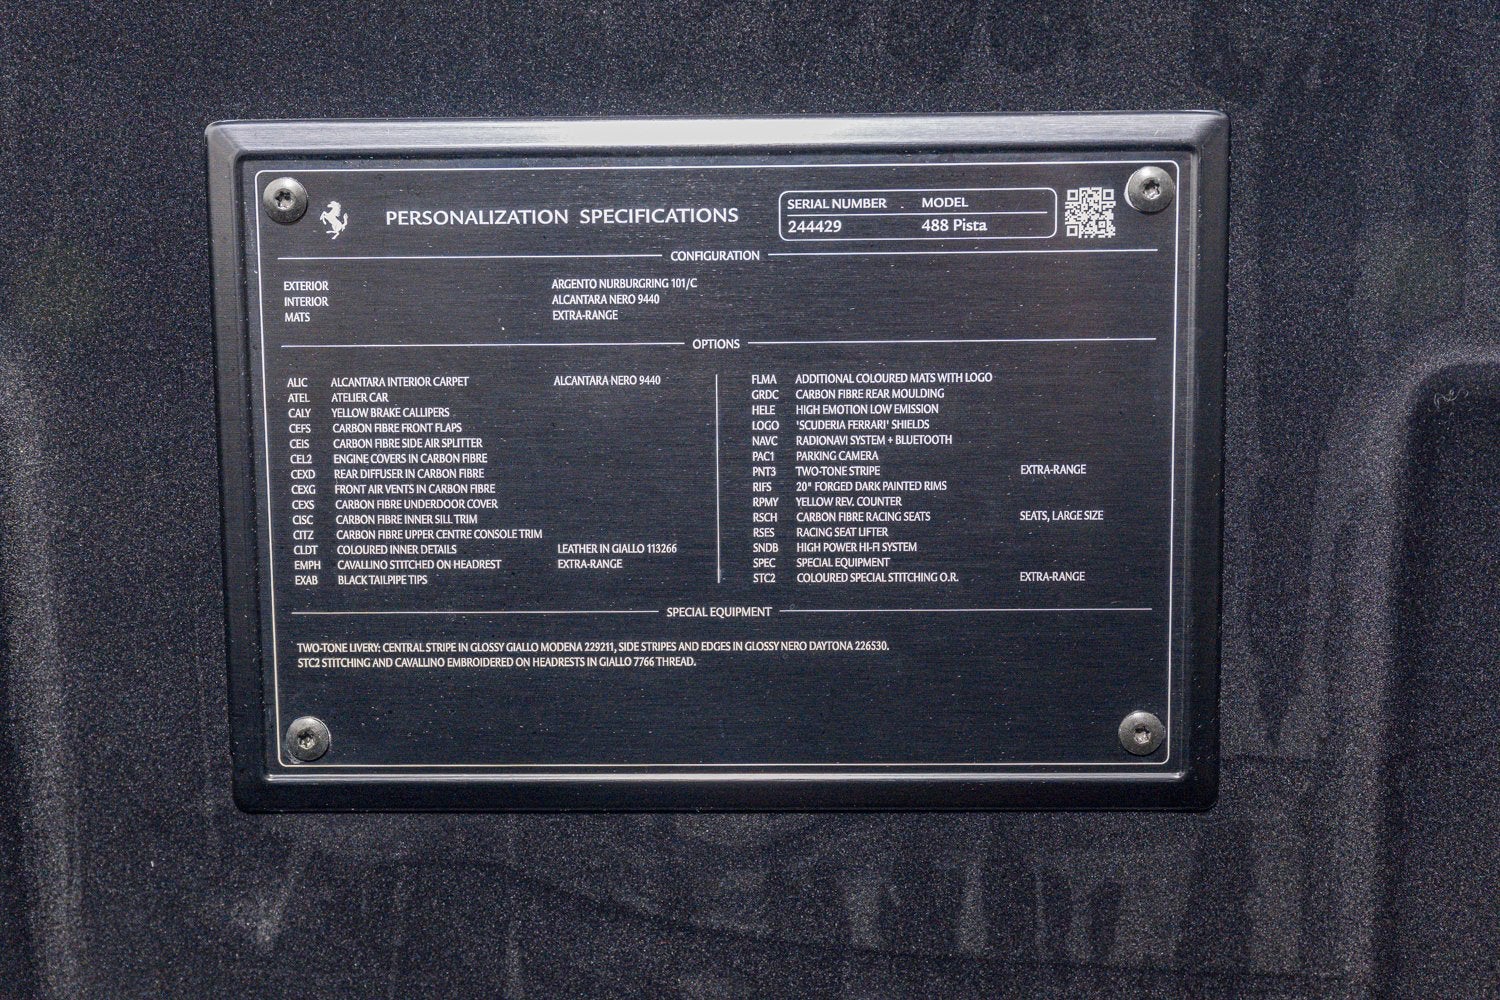 PERSONALIZATION SPECIFICATIONS
SERIAL NUMBER MODEL
244429 488 Pista
CONFIGURATION
EXTERIOR ARGENTO NURBURGRING 101/C
INTERIOR ALCANTARA NERO 9440
MATS EXTRA-RANGE
OPTIONS
ALIC ALCANTARA INTERIOR CARPET ALCANTARA NERO 9440
ATEL ATELIER CAR
CALY YELLOW BRAKE CALLIPERS
CEFS CARBON FIBRE FRONT FLAPS
CEIS CARBON FIBRE SIDE AIR SPLITTER
CEL2 ENGINE COVERS IN CARBON FIBRE
CEXD REAR DIFFUSER IN CARBON FIBRE
CEXG FRONT AIR VENTS IN CARBON FIBRE
CEXS CARBON FIBRE UNDERDOOR COVER
CISC CARBON FIBRE INNER SILL TRIM
CITZ CARBON FIBRE UPPER CENTRE CONSOLE TRIM
CLDT COLOURED INNER DETAILS LEATHER IN GIALLO 113266
EMPH CAVALLINO STITCHED ON HEADREST EXTRA-RANGE
EXAB BLACK TAILPIPE TIPS
FLMA ADDITIONAL COLOURED MATS WITH LOGO
GRDC CARBON FIBRE REAR MOULDING
HELE HIGH EMOTION LOW EMISSION
LOGO 'SCUDERIA FERRARI' SHIELDS
NAVC RADIONAVI SYSTEM + BLUETOOTH
PAC1 PARKING CAMERA
PNT3 TWO-TONE STRIPE EXTRA-RANGE
RIFS 20" FORGED DARK PAINTED RIMS
RPMY YELLOW REV. COUNTER
RSCH CARBON FIBRE RACING SEATS SEATS, LARGE SIZE
RSES RACING SEAT LIFTER
SNDB HIGH POWER HI-FI SYSTEM
SPEC SPECIAL EQUIPMENT
STC2 COLOURED SPECIAL STITCHING O.R. EXTRA-RANGE
SPECIAL EQUIPMENT
TWO-TONE LIVERY: CENTRAL STRIPE IN GLOSSY GIALLO MODENA 229211, SIDE STRIPES AND EDGES IN GLOSSY NERO DAYTONA 226530.
STC2 STITCHING AND CAVALLINO EMBROIDERED ON HEADRESTS IN GIALLO 7766 THREAD.